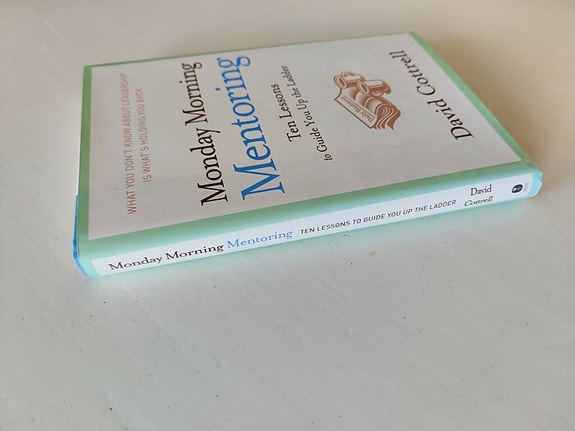 WHAT YOU DON'T KNOW ABOUT LEADERSHIP
IS WHAT'S HOLDING YOU BACK
Monday Morning
Mentoring
Ten Lessons
to Guide You Up the Ladder
David Cottrell
Monday Morning Mentoring TEN LESSONS TO GUIDE YOU UP THE LADDER
David
Cottrell